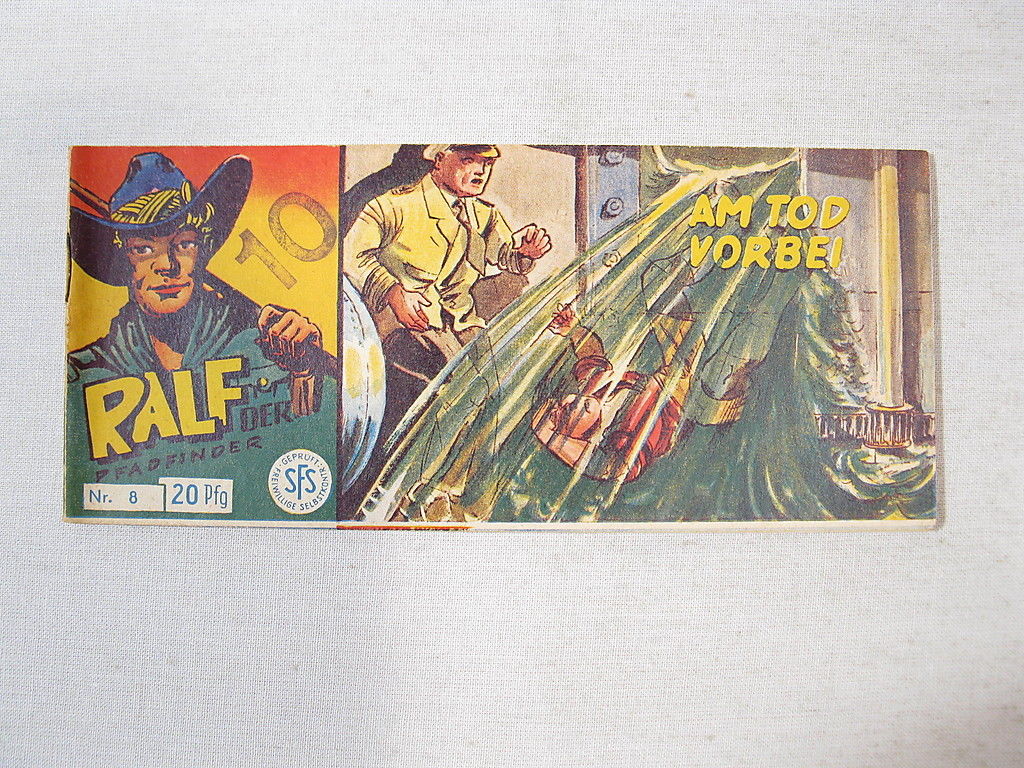 10
RALF
DER
PFADFINDER
Nr. 8
20 Pfg
GEPRÜFT·
FREIWILLIGE SELBSTKONTR.
SFS
AM TOD
VORBEI